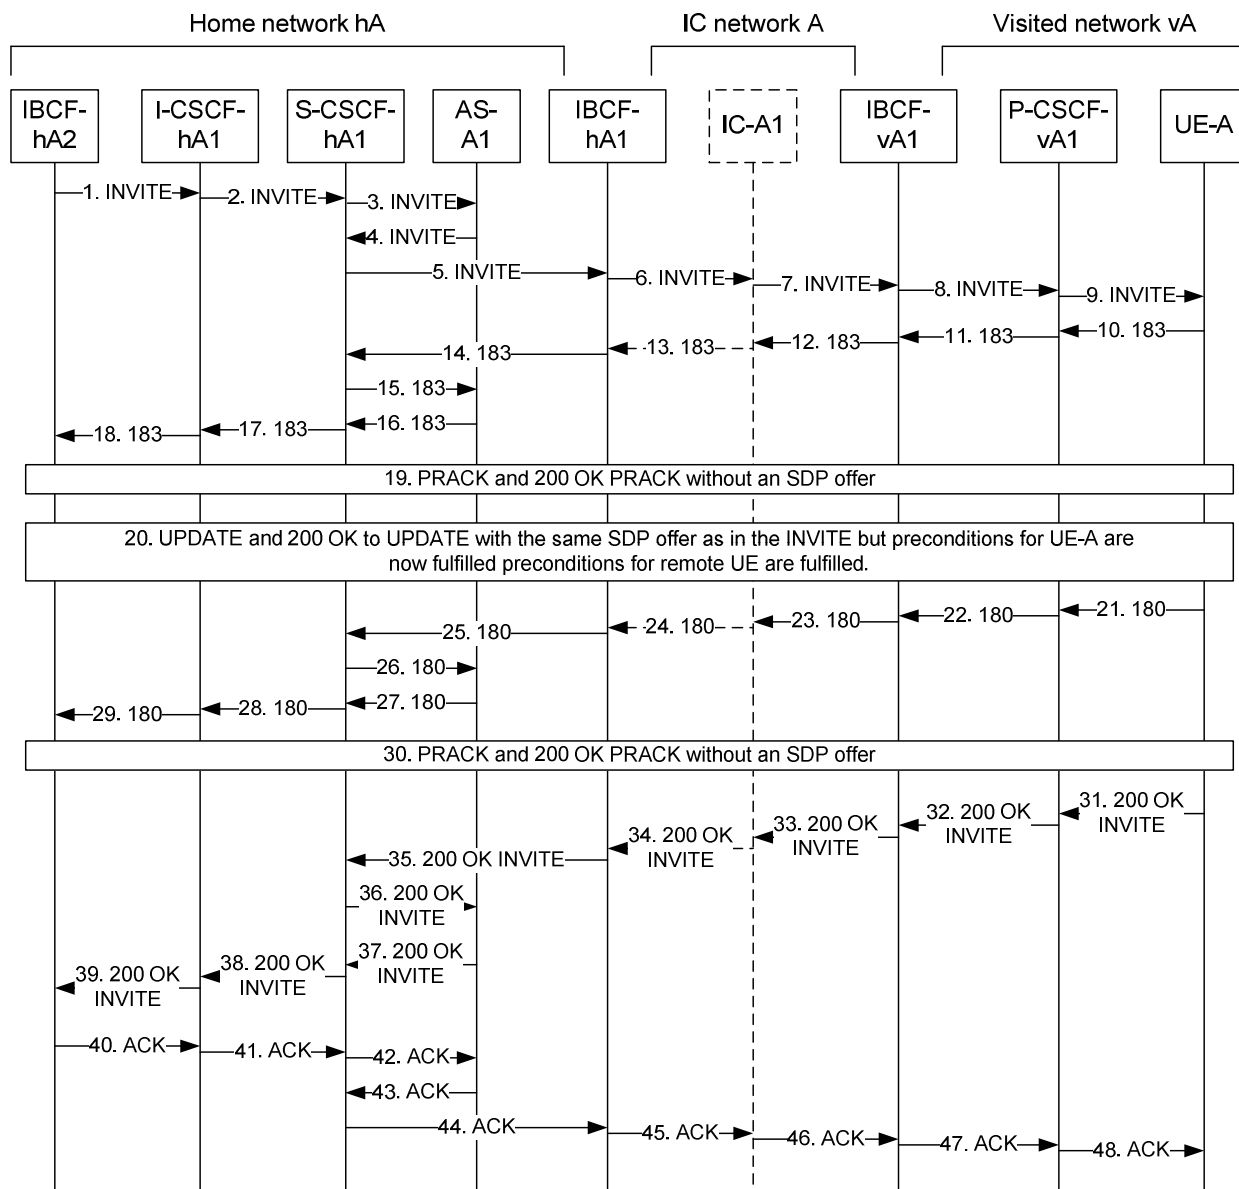 Home network hA
IC network A
Visited network vA
IBCF-
hA2
I-CSCF-
hA1
S-CSCF-
hA1
AS-
A1
IBCF-
hA1
IC-A1
IBCF-
vA1
P-CSCF-
vA1
UE-A
1. INVITE
2. INVITE
3. INVITE
4. INVITE
5. INVITE
6. INVITE
7. INVITE
8. INVITE
9. INVITE
10. 183
11. 183
12. 183
13. 183
14. 183
15. 183
16. 183
17. 183
18. 183
19. PRACK and 200 OK PRACK without an SDP offer
20. UPDATE and 200 OK to UPDATE with the same SDP offer as in the INVITE but preconditions for UE-A are
now fulfilled preconditions for remote UE are fulfilled.
21. 180
22. 180
23. 180
24. 180
25. 180
26. 180
27. 180
28. 180
29. 180
30. PRACK and 200 OK PRACK without an SDP offer
31. 200 OK
INVITE
32. 200 OK
INVITE
33. 200 OK
INVITE
34. 200 OK
INVITE
35. 200 OK INVITE
36. 200 OK
INVITE
37. 200 OK
INVITE
38. 200 OK
INVITE
39. 200 OK
INVITE
40. ACK
41. ACK
42. ACK
43. ACK
44. ACK
45. ACK
46. ACK
47. ACK
48. ACK